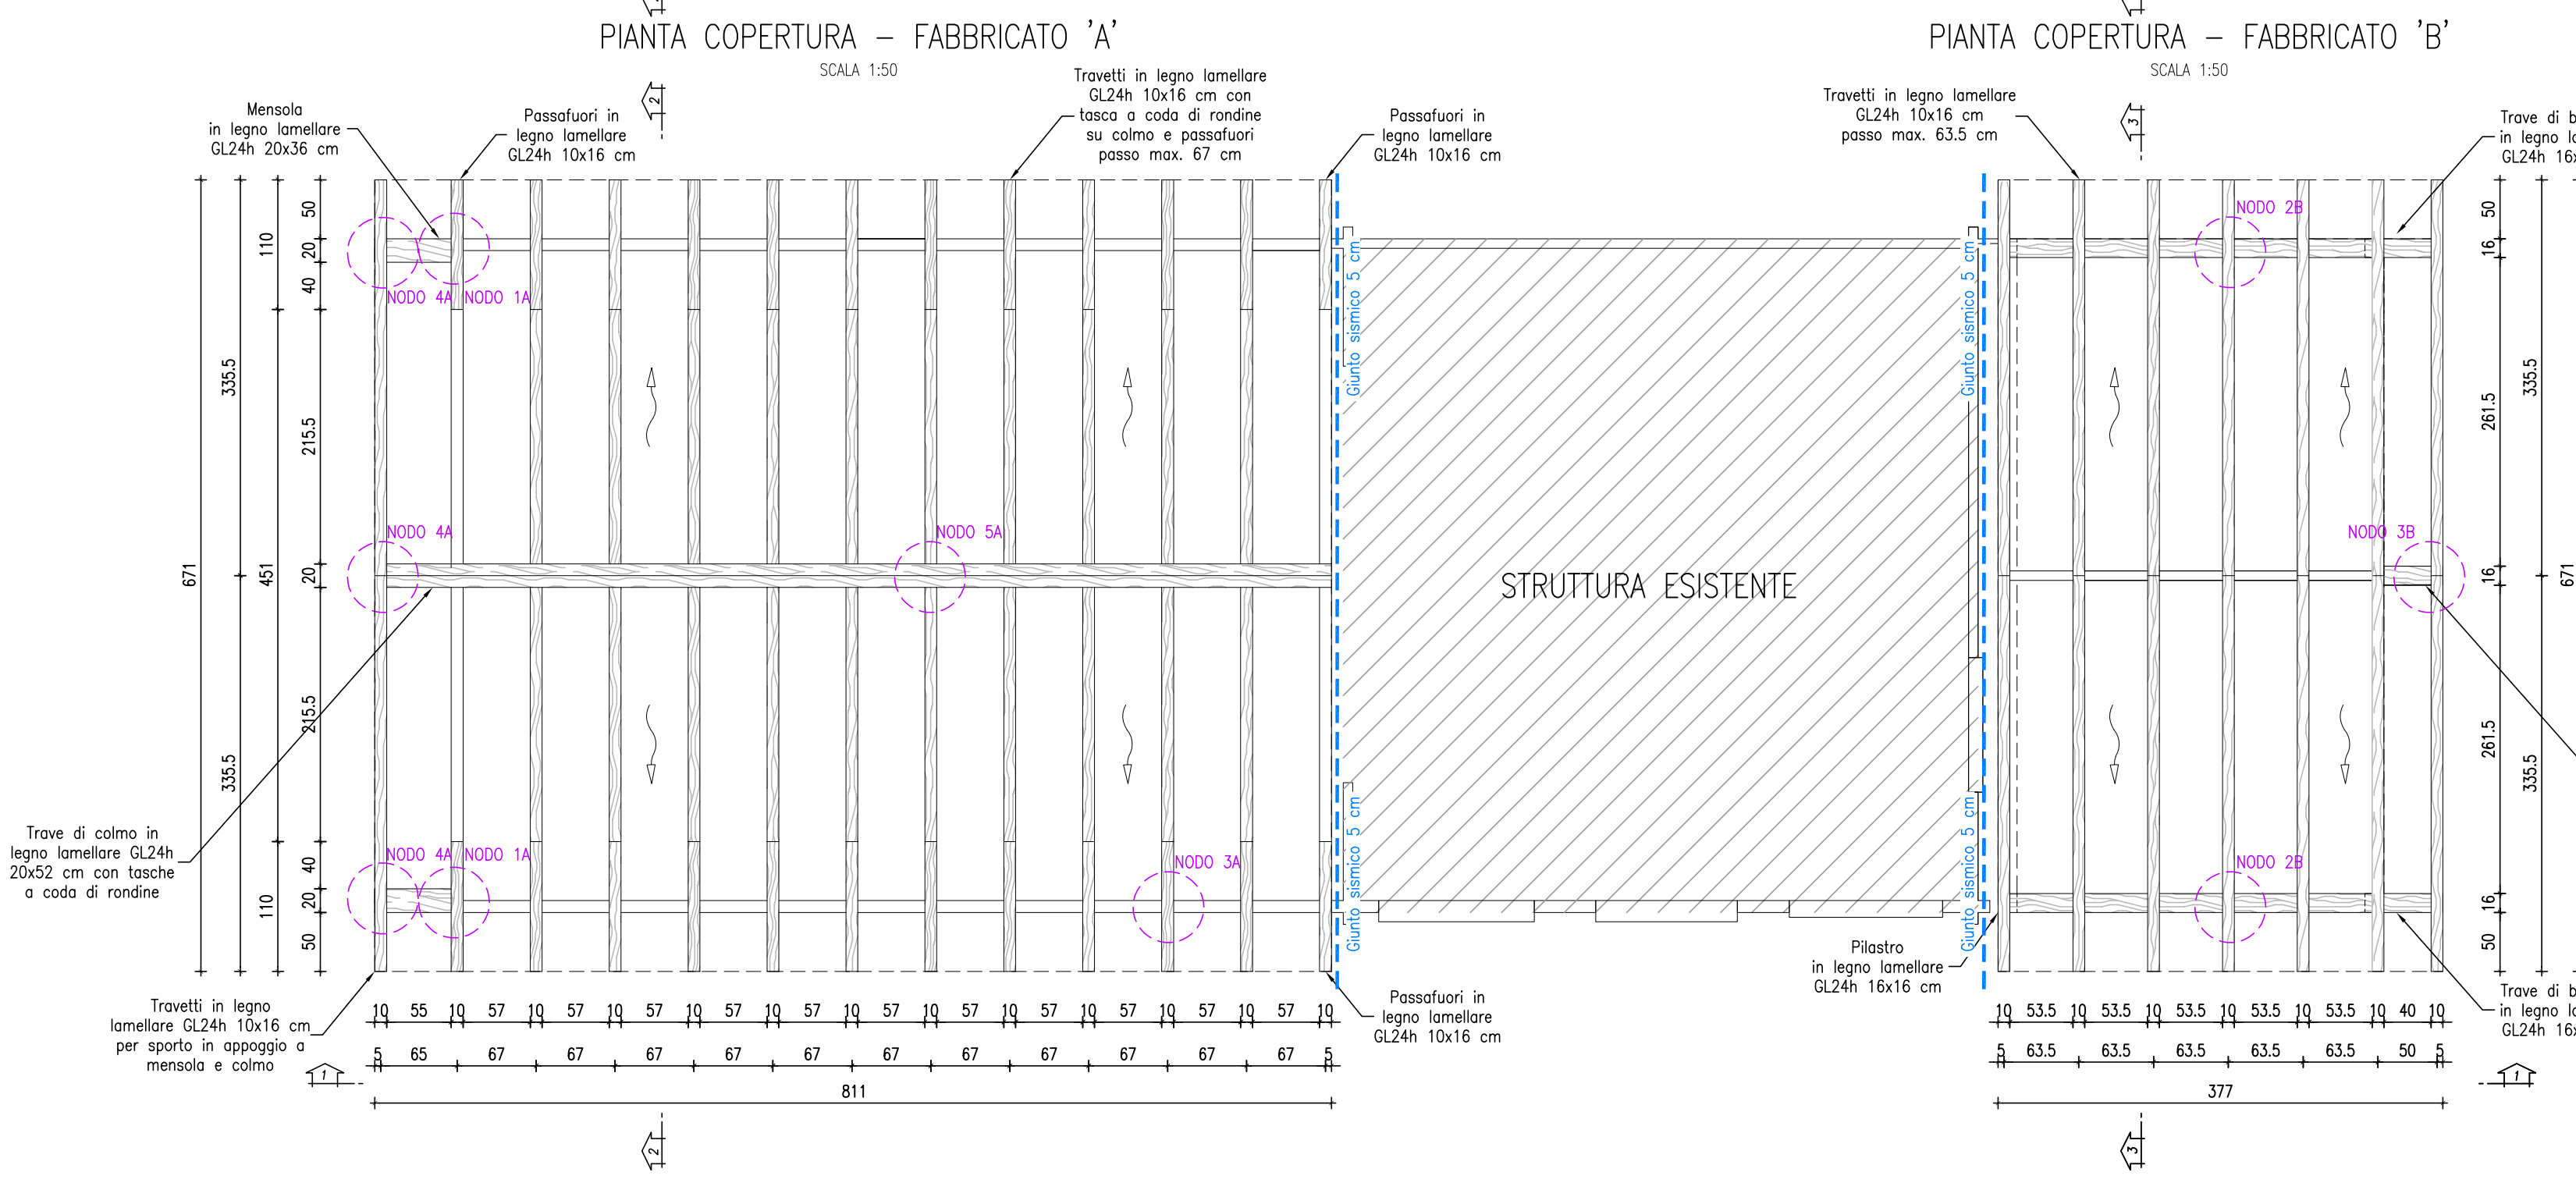 PIANTA COPERTURA – FABBRICATO 'A'
SCALA 1:50
Mensola
in legno lamellare
GL24h 20x36 cm
Passafuori in
legno lamellare
GL24h 10x16 cm
2
Travetti in legno lamellare
GL24h 10x16 cm con
tasca a coda di rondine
su colmo e passafuori
passo max. 67 cm
Passafuori in
legno lamellare
GL24h 10x16 cm
50
20
40
110
335.5
215.5
671
451
20
215.5
335.5
40
20
50
110
NODO 4A
NODO 1A
NODO 4A
NODO 5A
NODO 4A
NODO 1A
NODO 3A
Trave di colmo in
legno lamellare GL24h
20x52 cm con tasche
a coda di rondine
Travetti in legno
lamellare GL24h 10x16 cm
per sporto in appoggio a
mensola e colmo
Passafuori in
legno lamellare
GL24h 10x16 cm
10 55 10 57 10 57 10 57 10 57 10 57 10 57 10 57 10 57 10 57 10 57 10 57 10
5 65 67 67 67 67 67 67 67 67 67 67 67 5
811
1
2
Giunto sismico 5 cm
Giunto sismico 5 cm
STRUTTURA ESISTENTE
Giunto sismico 5 cm
Giunto sismico 5 cm
PIANTA COPERTURA – FABBRICATO 'B'
SCALA 1:50
Travetti in legno lamellare
GL24h 10x16 cm
passo max. 63.5 cm
3
Trave di b
in legno la
GL24h 16x
NODO 2B
NODO 3B
NODO 2B
50
16
261.5
335.5
16
671
261.5
335.5
16
50
Pilastro
in legno lamellare
GL24h 16x16 cm
Trave di b
in legno la
GL24h 16x
10 53.5 10 53.5 10 53.5 10 53.5 10 53.5 10 40 10
5 63.5 63.5 63.5 63.5 63.5 50 5
377
1
3